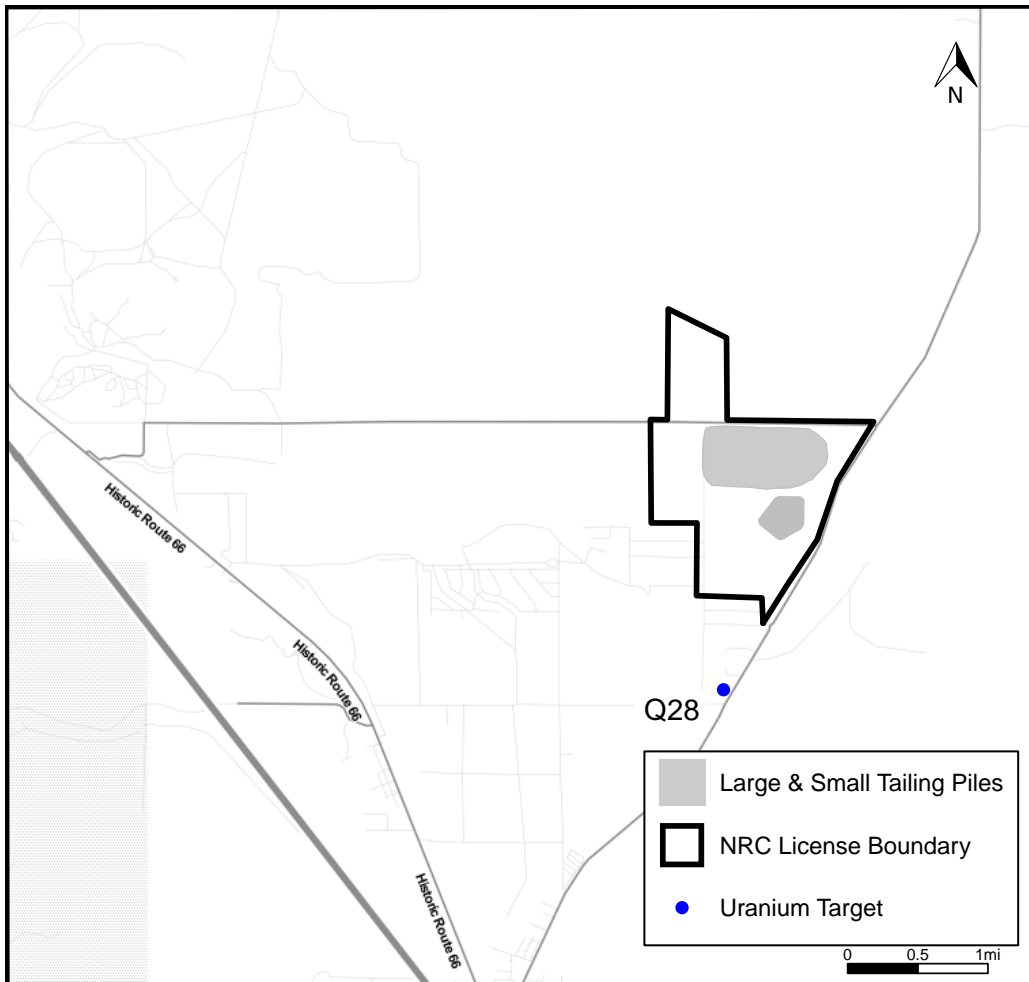 N
Historic Route 66
Historic Route 66
Q28
Large & Small Tailing Piles
NRC License Boundary
Uranium Target
Historic Route 66
0 0.5 1mi